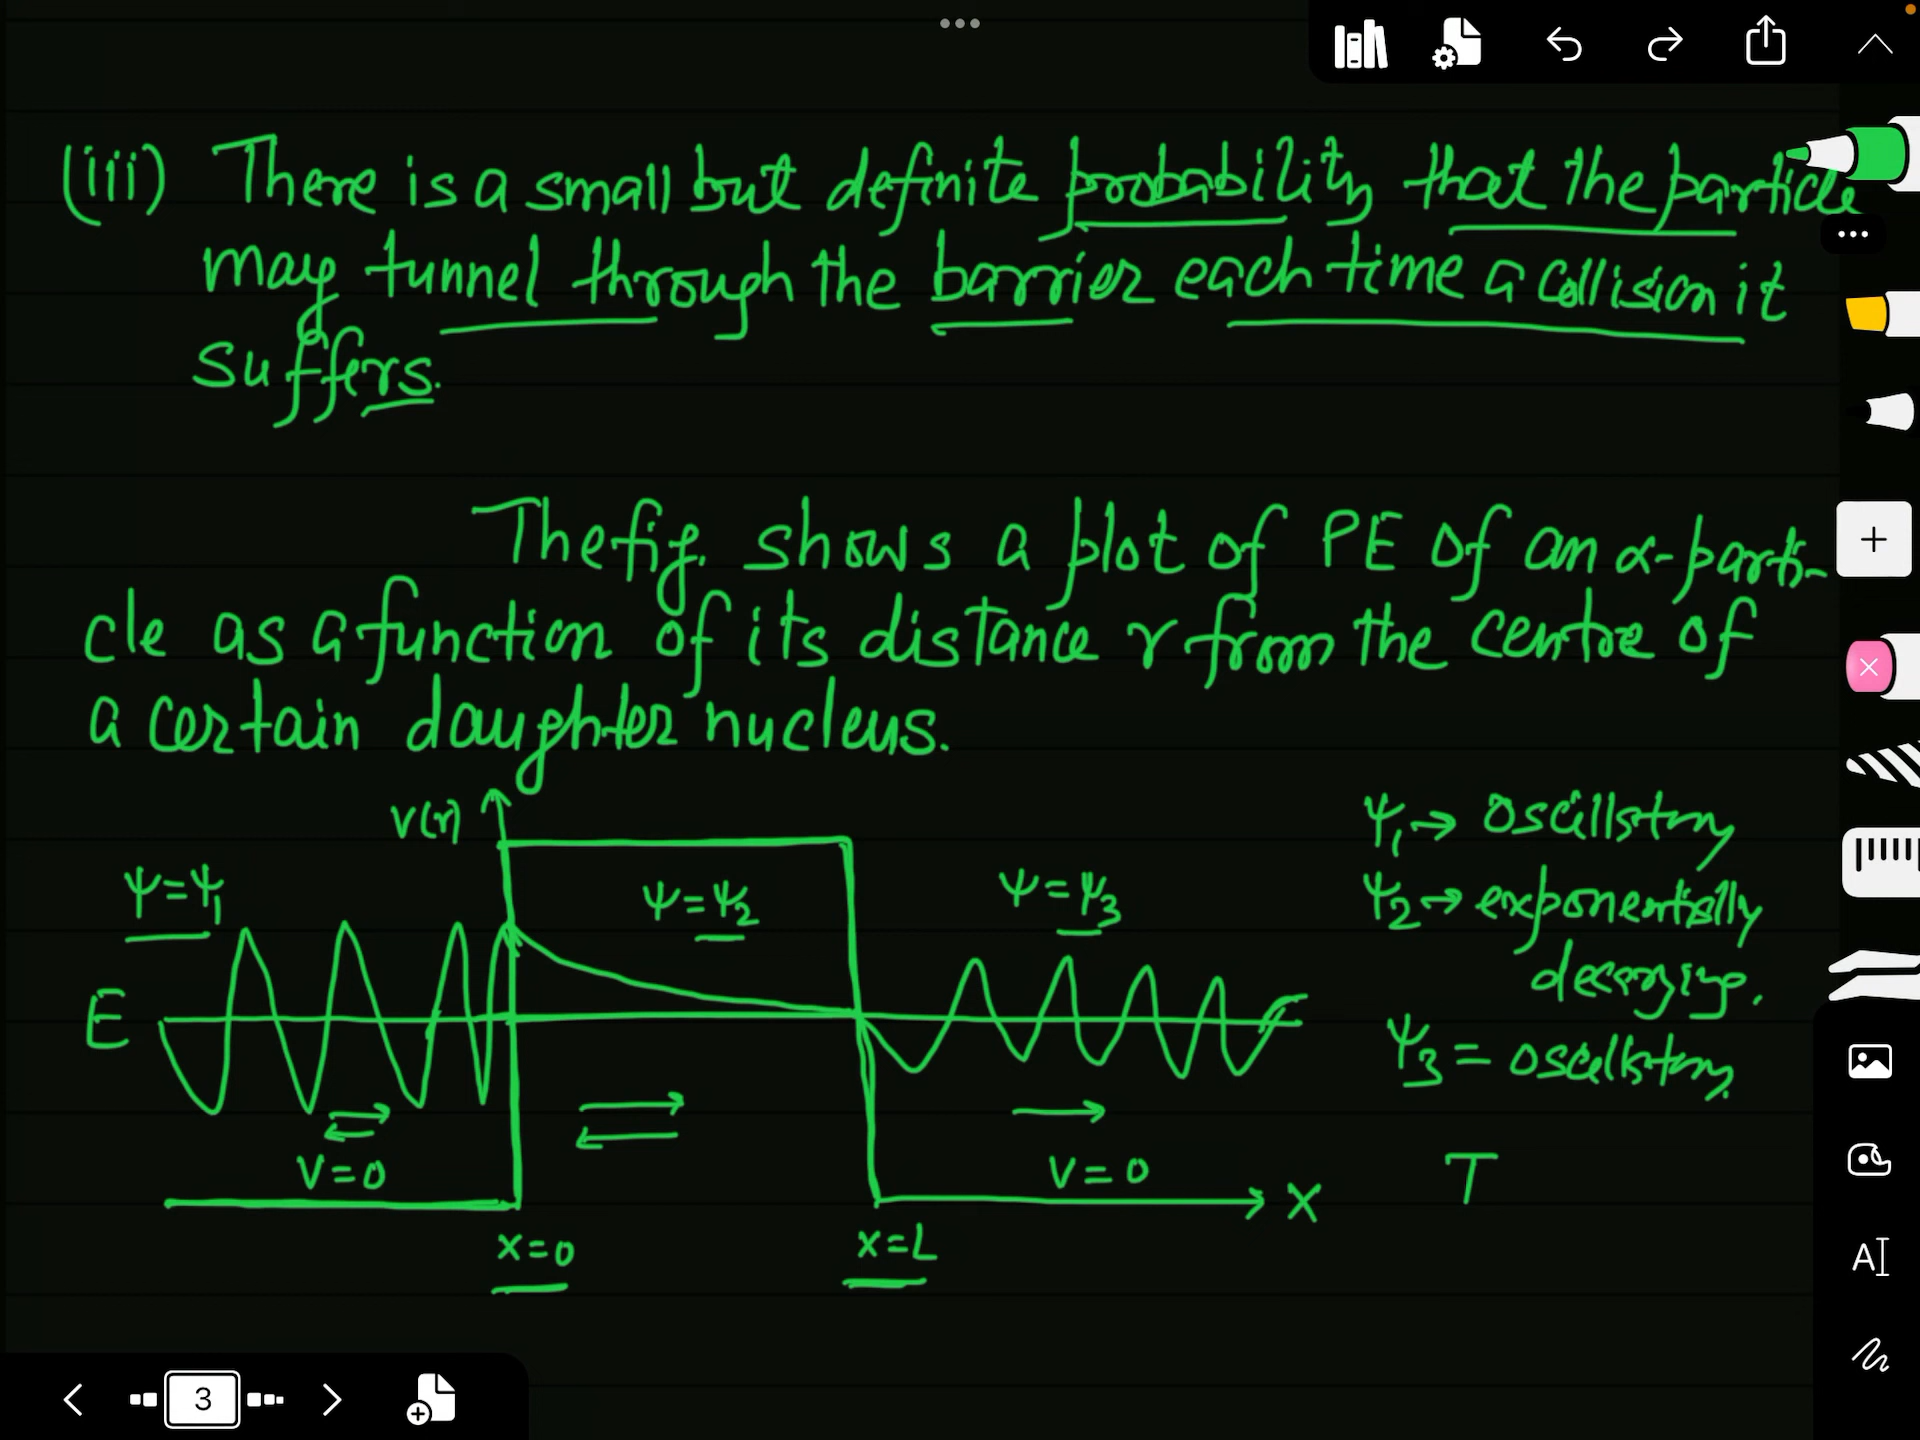 (iii) There is a small but definite probability that the particle
may tunnel through the barrier each time a collision it
suffers.
The fig. shows a plot of PE of an α-parti-
cle as a function of its distance r from the centre of
a certain daughter nucleus.
V(r)
ψ=ψ1
ψ=ψ2
ψ=ψ3
E
V=0
V=0
X
x=0
x=L
ψ1→ Oscillatory
ψ2→ exponentially
decaying.
ψ3 = oscillatory
T
3
A